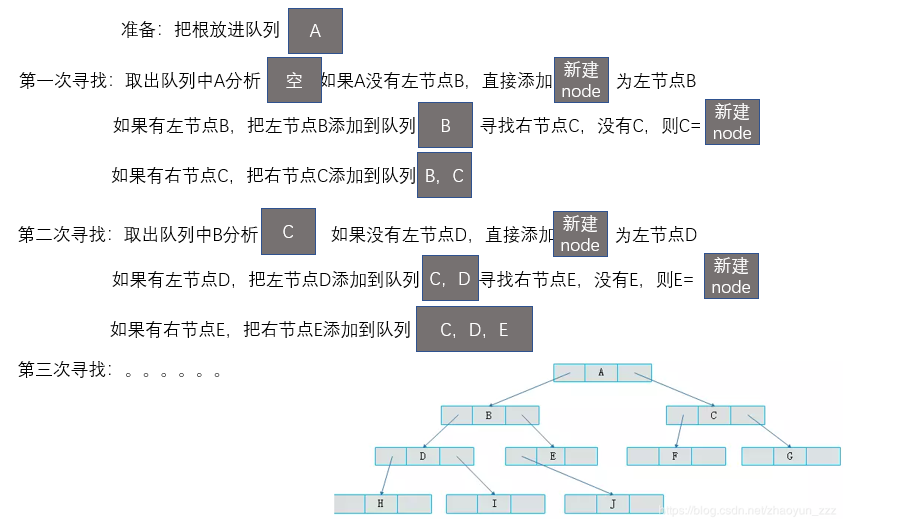 准备：把根放进队列 A
第一次寻找：取出队列中A分析 空 如果A没有左节点B，直接添加 新建node 为左节点B
如果有左节点B，把左节点B添加到队列 B 寻找右节点C，没有C，则C= 新建node
如果有右节点C，把右节点C添加到队列 B，C
第二次寻找：取出队列中B分析 C 如果没有左节点D，直接添加 新建node 为左节点D
如果有左节点D，把左节点D添加到队列 C，D 寻找右节点E，没有E，则E= 新建node
如果有右节点E，把右节点E添加到队列 C，D，E
第三次寻找：。。。。。。
A
B C
D E F G
H I J
https://blog.csdn.net/zhaoyun_zzz